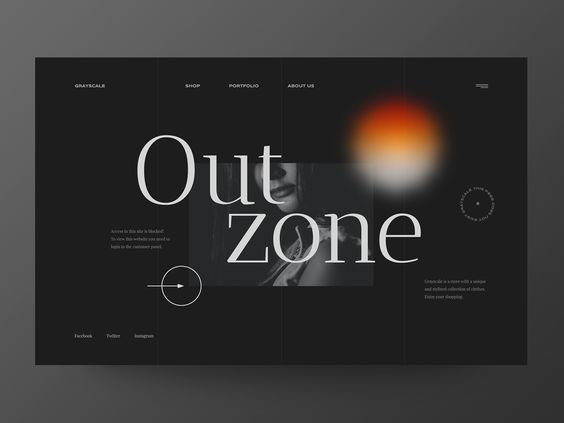 GRAYSCALE
SHOP
PORTFOLIO
ABOUT US
Out
zone
Access in this site is blocked!
To view this website you need to
login in the customer panel.
Grayscale is a store with a unique
and stylized collection of clothes.
Enjoy your shopping.
Facebook
Twitter
Instagram